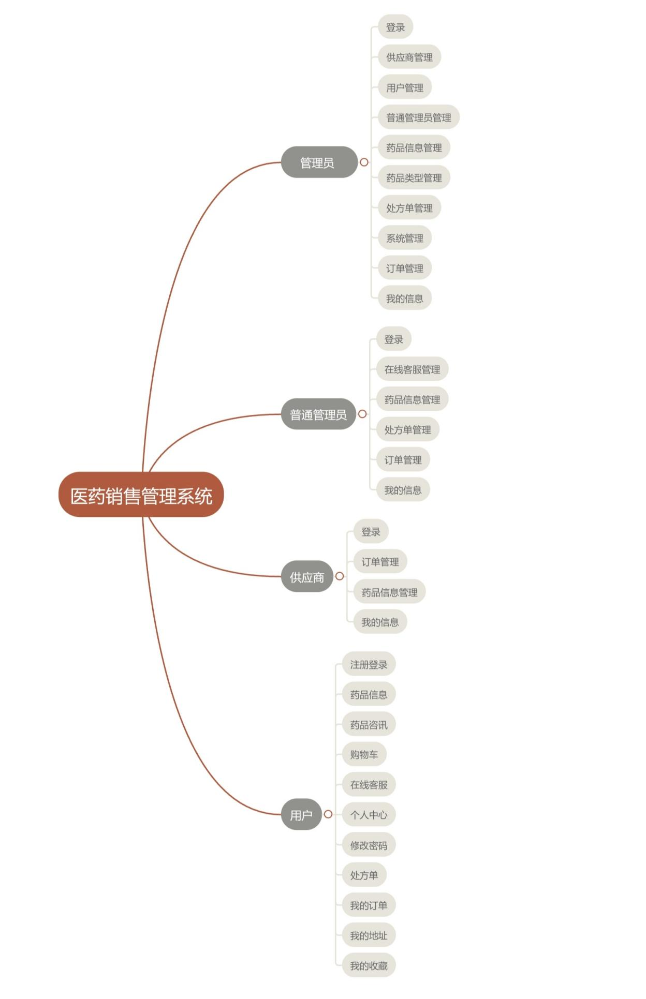 医药销售管理系统
管理员
登录
供应商管理
用户管理
普通管理员管理
药品信息管理
药品类型管理
处方单管理
系统管理
订单管理
我的信息
普通管理员
登录
在线客服管理
药品信息管理
处方单管理
订单管理
我的信息
供应商
登录
订单管理
药品信息管理
我的信息
用户
注册登录
药品信息
药品咨讯
购物车
在线客服
个人中心
修改密码
处方单
我的订单
我的地址
我的收藏